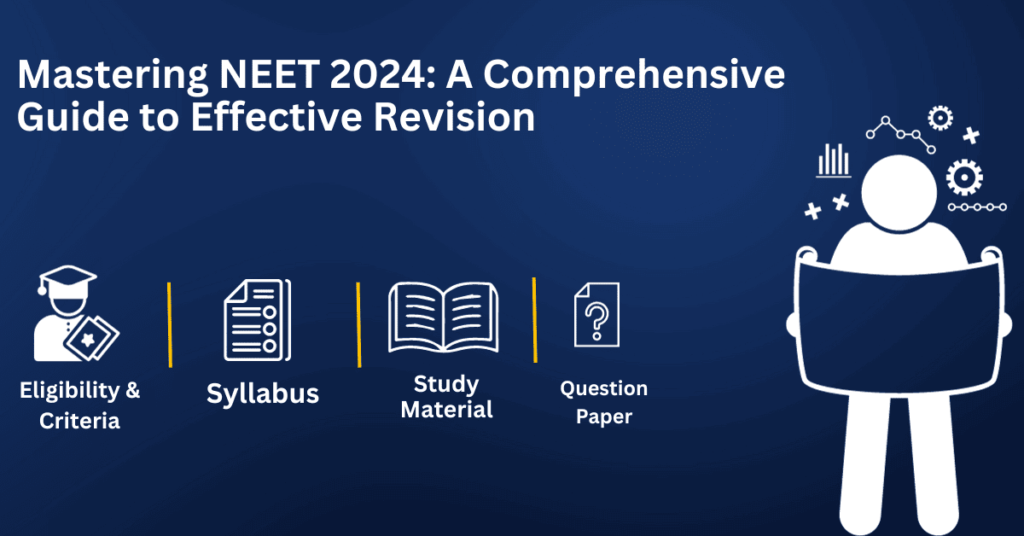 Mastering NEET 2024: A Comprehensive
Guide to Effective Revision
Eligibility &
Criteria
Syllabus
Study
Material
Question
Paper